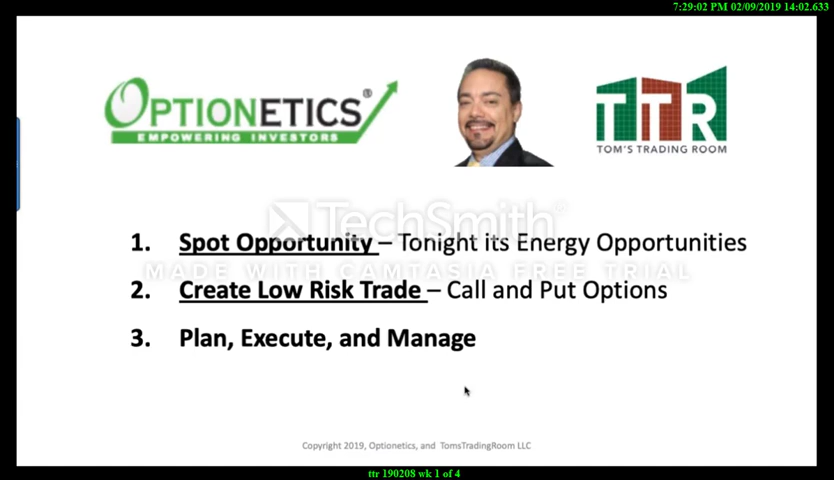 7:29:02 PM 02/09/2019 14:02.633
OPTIONETICS®
EMPOWERING INVESTORS
TTR
TOM'S TRADING ROOM
TechSmith®
1. Spot Opportunity – Tonight its Energy Opportunities
MADE WITH CAMTASIA FREE TRIAL
2. Create Low Risk Trade – Call and Put Options
3. Plan, Execute, and Manage
Copyright 2019, Optionetics, and TomsTradingRoom LLC
ttr 190208 wk 1 of 4